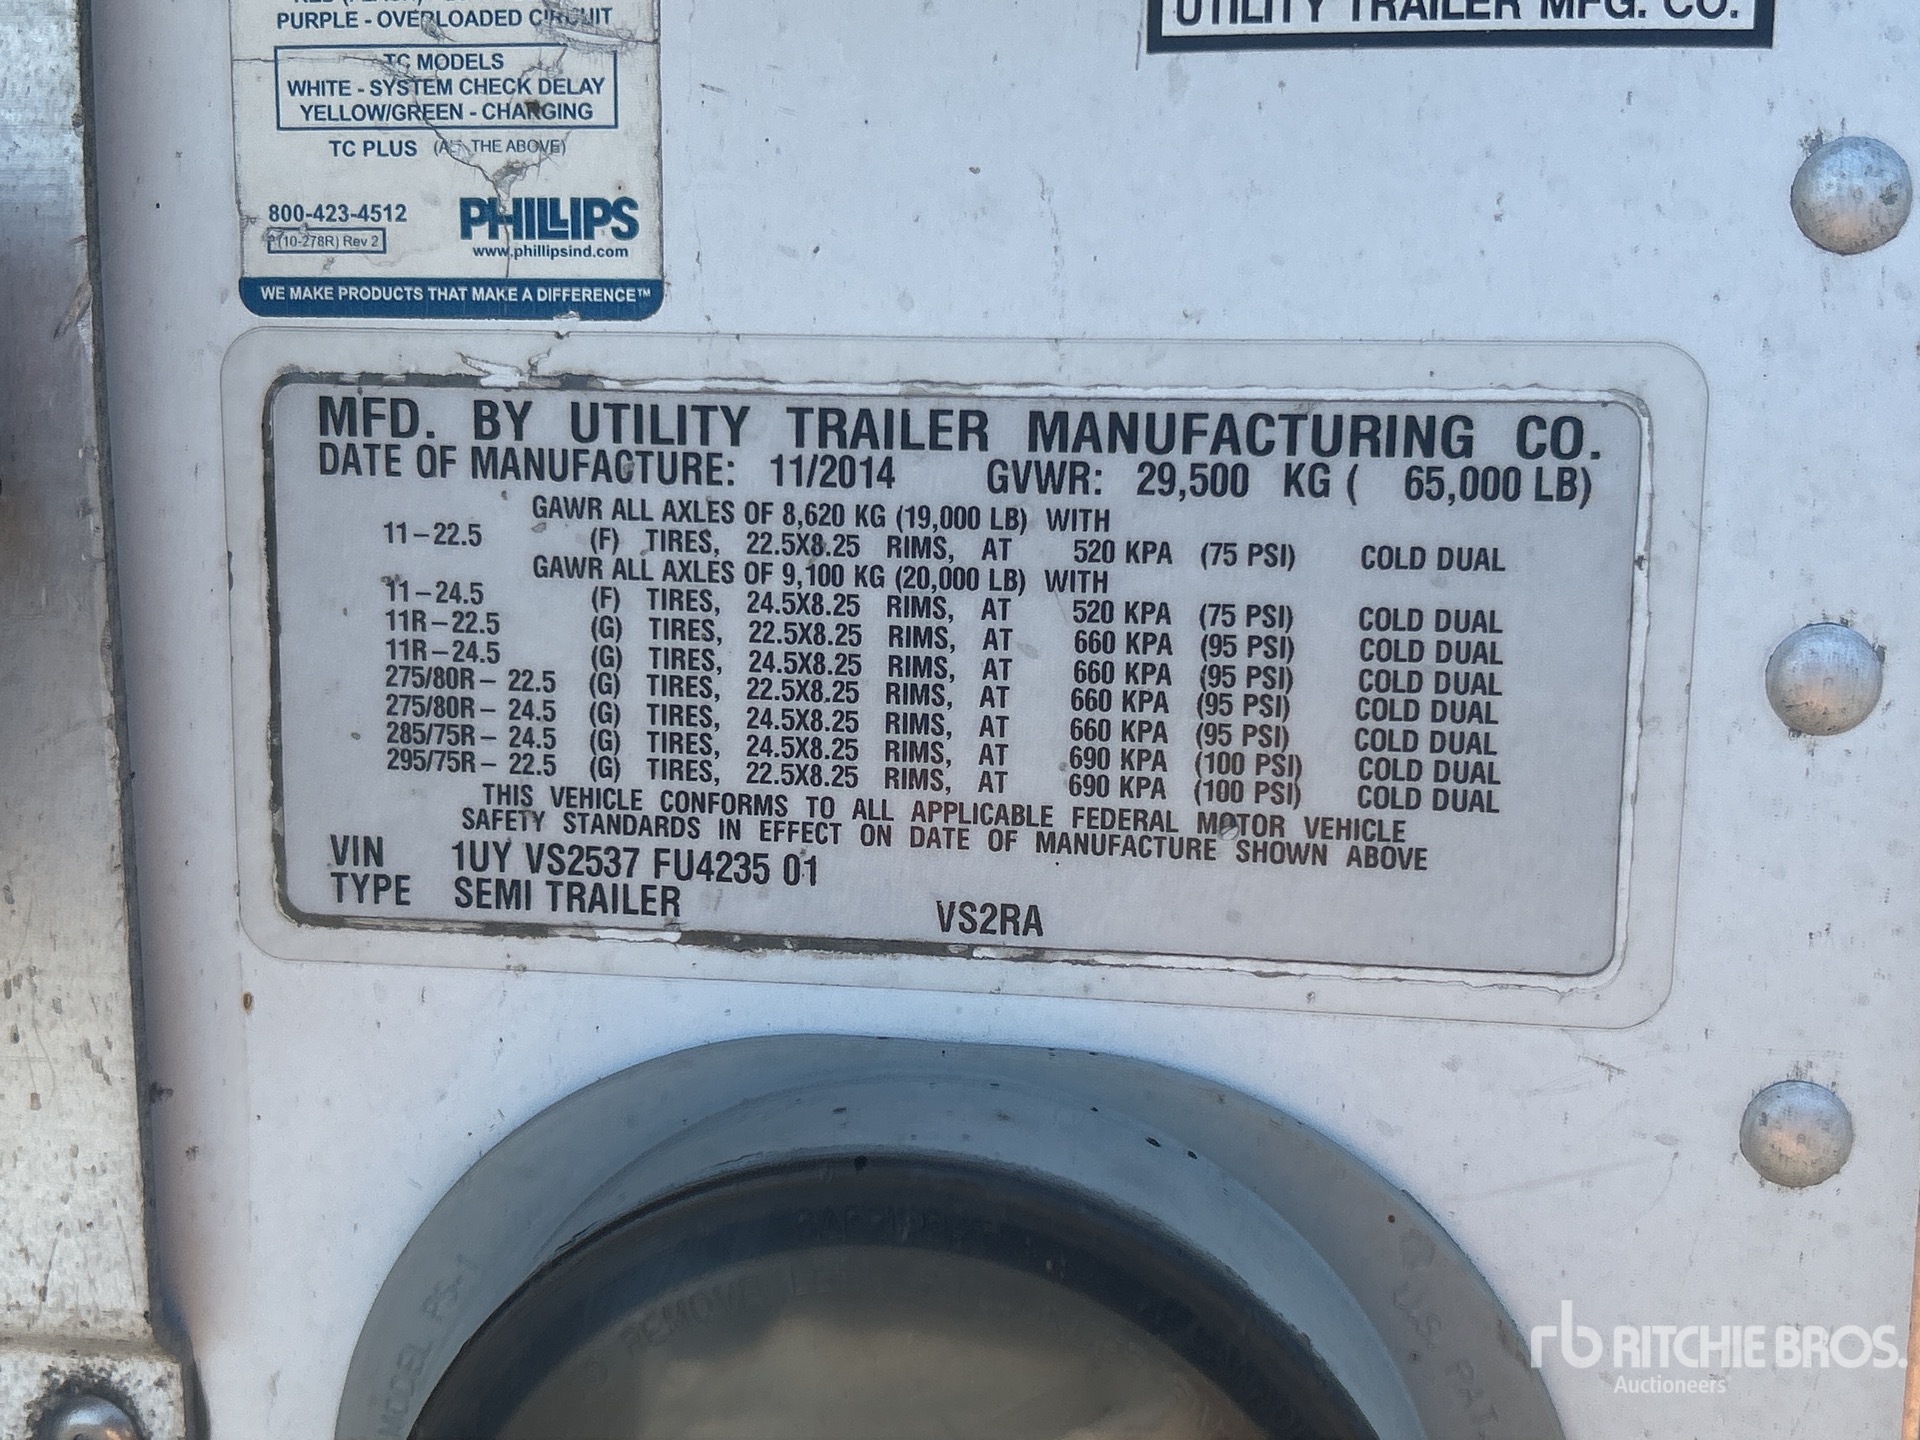 PURPLE - OVERLOADED CIRCUIT
TC MODELS
WHITE - SYSTEM CHECK DELAY
YELLOW/GREEN - CHARGING
TC PLUS (ALL THE ABOVE)
800-423-4512
(10-278R) Rev 2
PHILLIPS
www.phillipsind.com
WE MAKE PRODUCTS THAT MAKE A DIFFERENCE™
UTILITY TRAILER MFG. CO.
MFD. BY UTILITY TRAILER MANUFACTURING CO.
DATE OF MANUFACTURE: 11/2014 GVWR: 29,500 KG ( 65,000 LB)
GAWR ALL AXLES OF 8,620 KG (19,000 LB) WITH
11-22.5 (F) TIRES, 22.5X8.25 RIMS, AT 520 KPA (75 PSI) COLD DUAL
GAWR ALL AXLES OF 9,100 KG (20,000 LB) WITH
11-24.5 (F) TIRES, 24.5X8.25 RIMS, AT 520 KPA (75 PSI) COLD DUAL
11R-22.5 (G) TIRES, 22.5X8.25 RIMS, AT 660 KPA (95 PSI) COLD DUAL
11R-24.5 (G) TIRES, 24.5X8.25 RIMS, AT 660 KPA (95 PSI) COLD DUAL
275/80R- 22.5 (G) TIRES, 22.5X8.25 RIMS, AT 660 KPA (95 PSI) COLD DUAL
275/80R- 24.5 (G) TIRES, 24.5X8.25 RIMS, AT 660 KPA (95 PSI) COLD DUAL
285/75R- 24.5 (G) TIRES, 24.5X8.25 RIMS, AT 690 KPA (100 PSI) COLD DUAL
295/75R- 22.5 (G) TIRES, 22.5X8.25 RIMS, AT 690 KPA (100 PSI) COLD DUAL
THIS VEHICLE CONFORMS TO ALL APPLICABLE FEDERAL MOTOR VEHICLE
SAFETY STANDARDS IN EFFECT ON DATE OF MANUFACTURE SHOWN ABOVE
VIN 1UY VS2537 FU4235 01
TYPE SEMI TRAILER VS2RA
MODEL PS-1
REMOVE
U.S. PAT
rb RITCHIE BROS.
Auctioneers